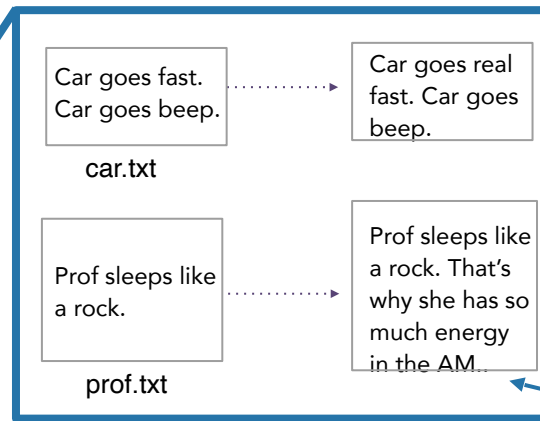 Car goes fast.
Car goes beep.
car.txt
Car goes real
fast. Car goes
beep.
Prof sleeps like
a rock.
prof.txt
Prof sleeps like
a rock. That's
why she has so
much energy
in the AM..